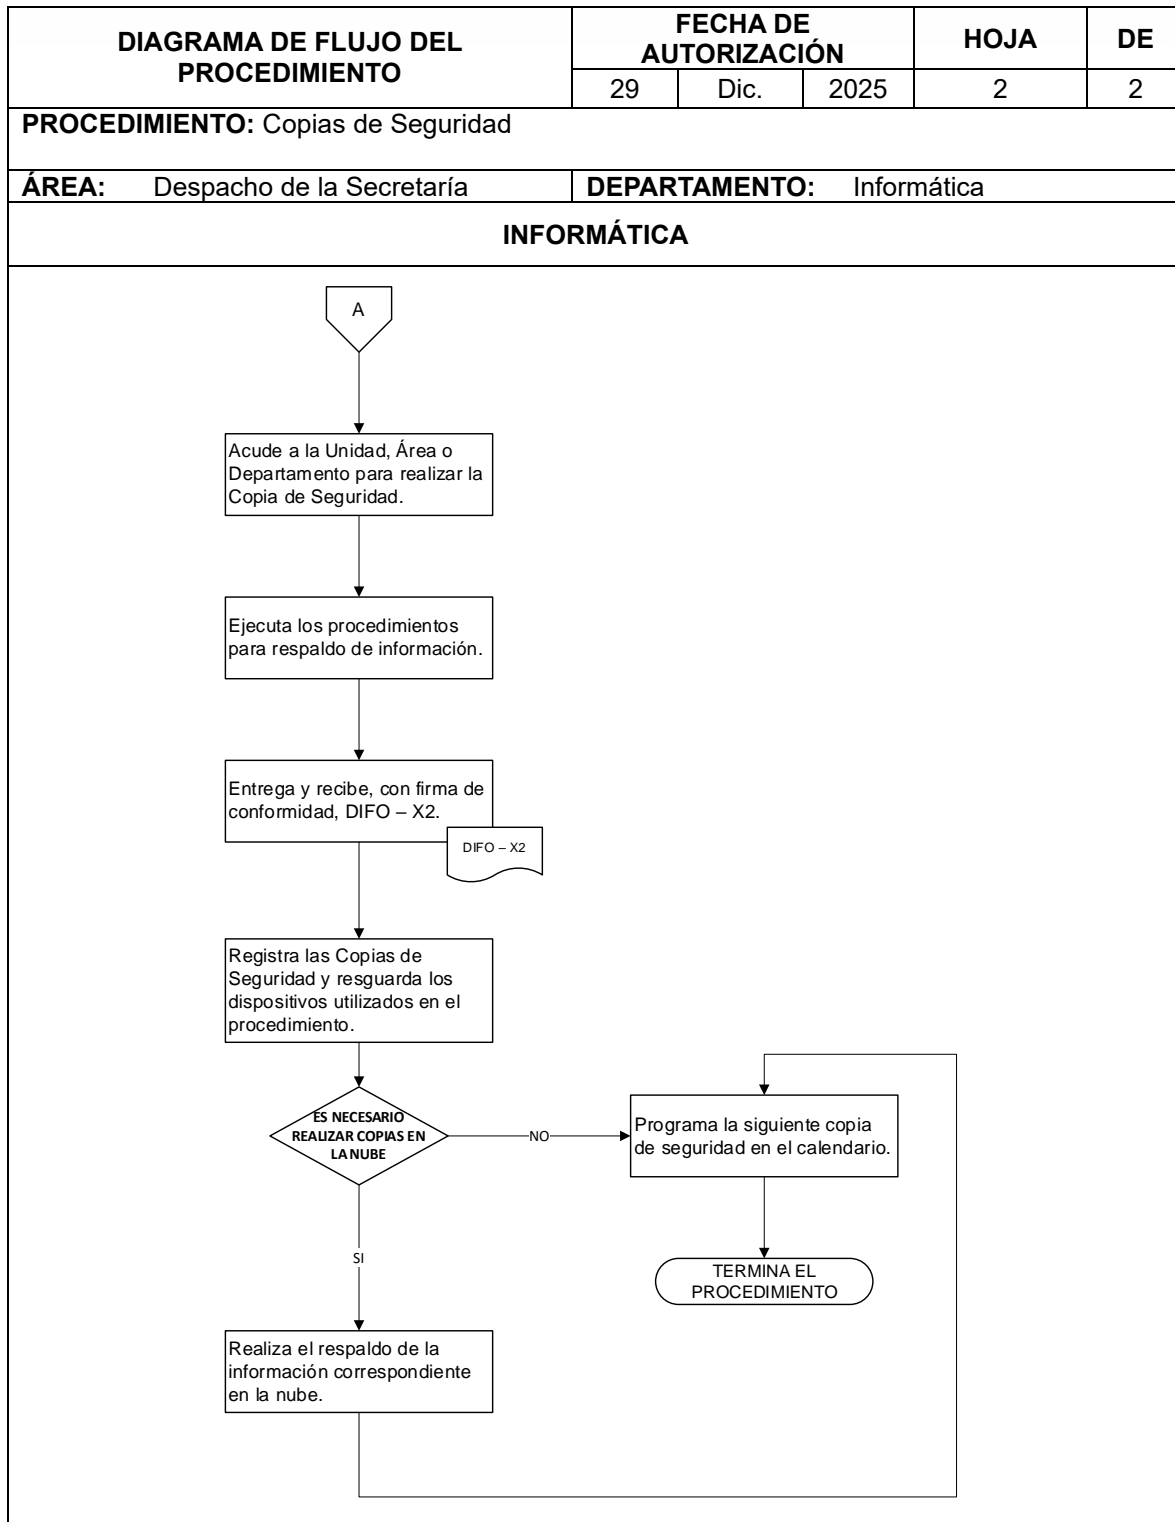 DIAGRAMA DE FLUJO DEL
PROCEDIMIENTO
FECHA DE
AUTORIZACIÓN
HOJA
DE
29
Dic.
2025
2
2
PROCEDIMIENTO: Copias de Seguridad
ÁREA: Despacho de la Secretaría
DEPARTAMENTO: Informática
INFORMÁTICA
A
Acude a la Unidad, Área o
Departamento para realizar la
Copia de Seguridad.
Ejecuta los procedimientos
para respaldo de información.
Entrega y recibe, con firma de
conformidad, DIFO – X2.
DIFO – X2
Registra las Copias de
Seguridad y resguarda los
dispositivos utilizados en el
procedimiento.
ES NECESARIO
REALIZAR COPIAS EN
LA NUBE
NO
Programa la siguiente copia
de seguridad en el calendario.
SI
TERMINA EL
PROCEDIMIENTO
Realiza el respaldo de la
información correspondiente
en la nube.